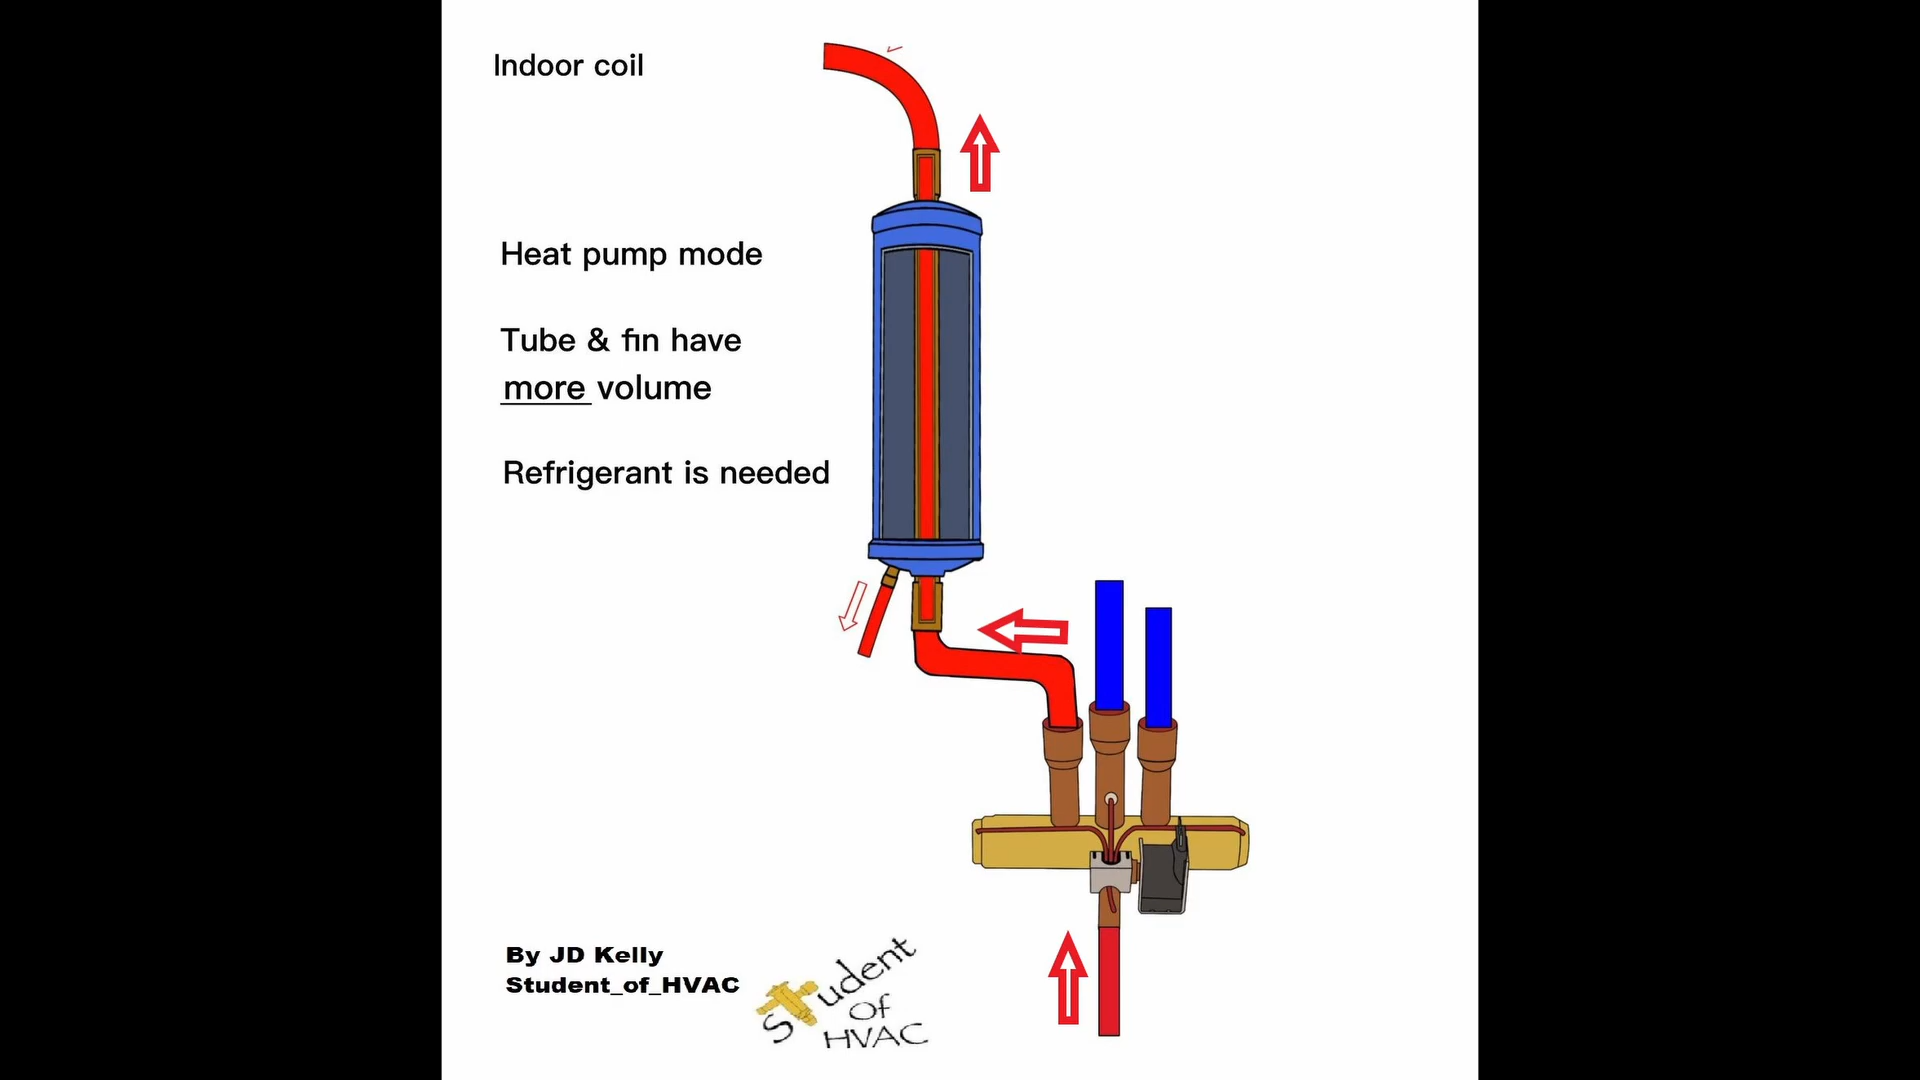 Indoor coil
Heat pump mode
Tube & fin have
more volume
Refrigerant is needed
By JD Kelly
Student_of_HVAC
Student
Of
HVAC